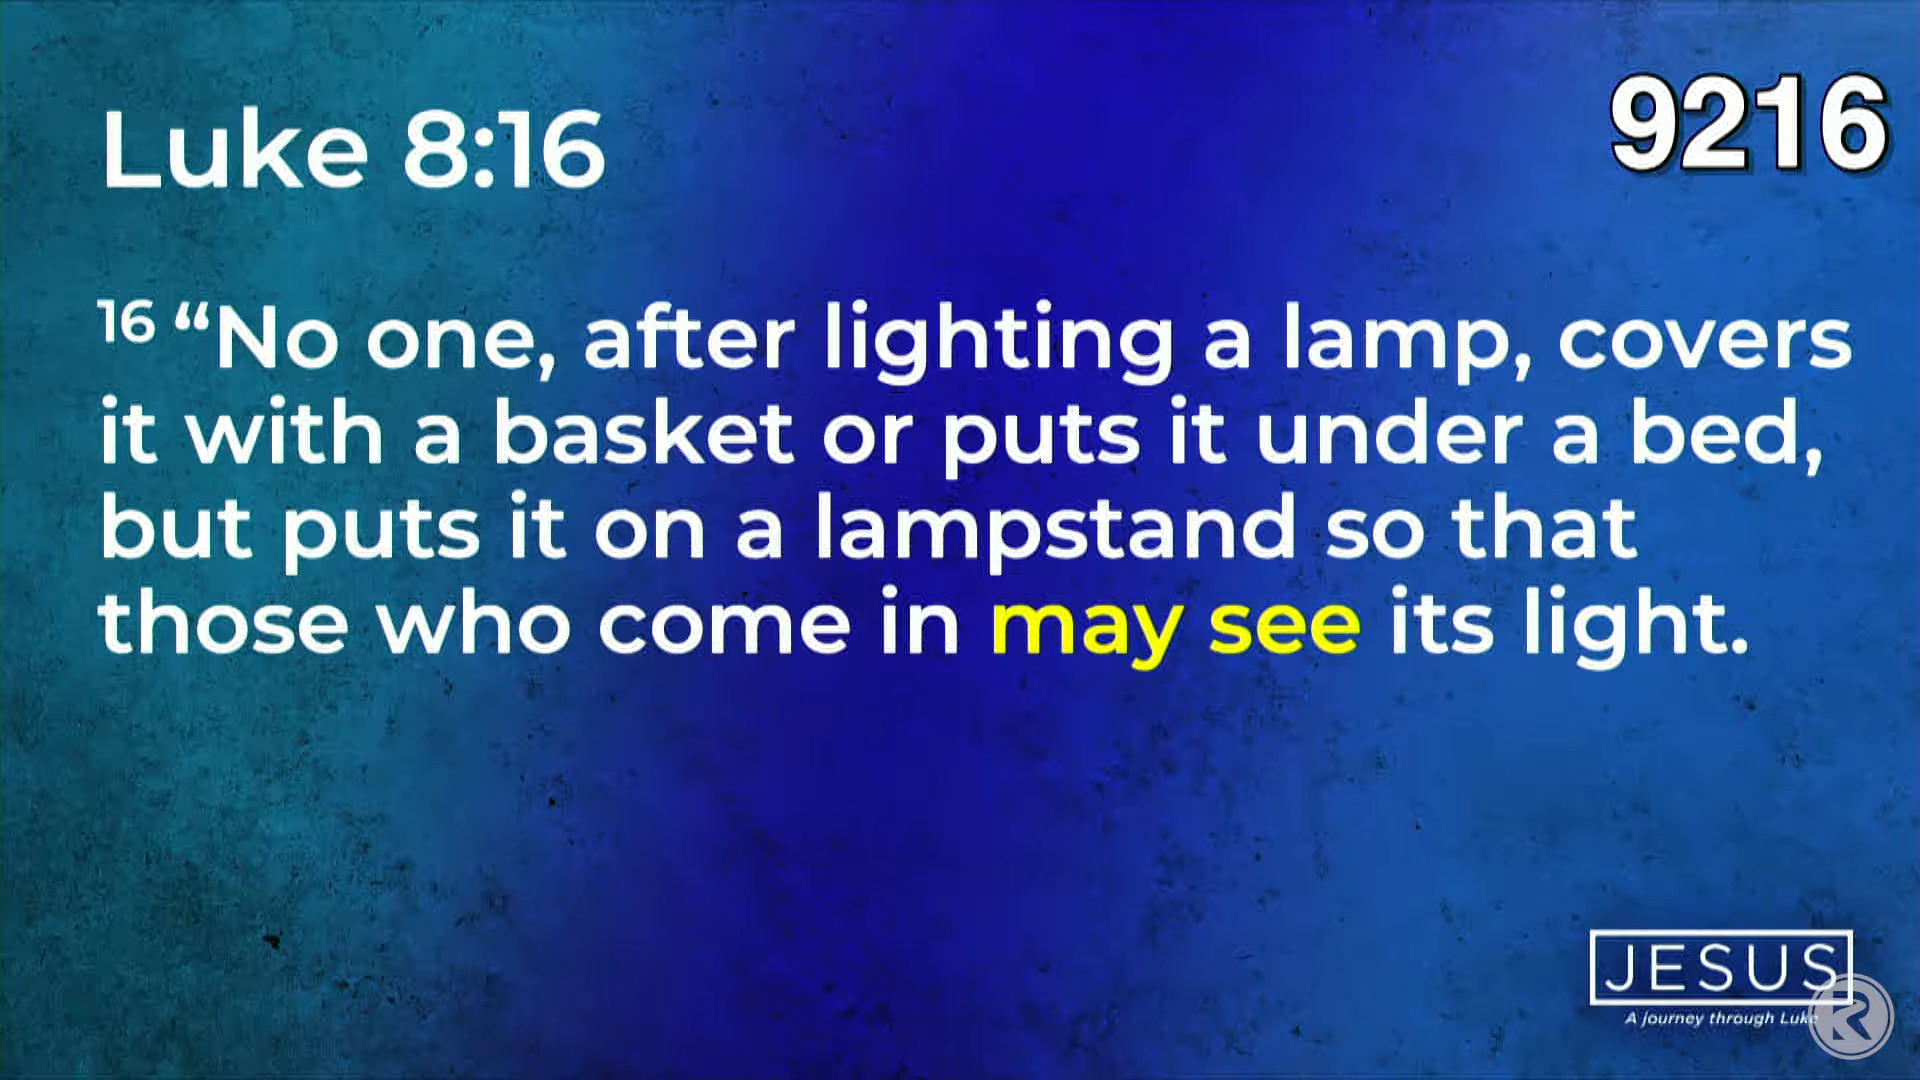 Luke 8:16
9216
16 “No one, after lighting a lamp, covers
it with a basket or puts it under a bed,
but puts it on a lampstand so that
those who come in may see its light.
JESUS
A journey through Luke
R